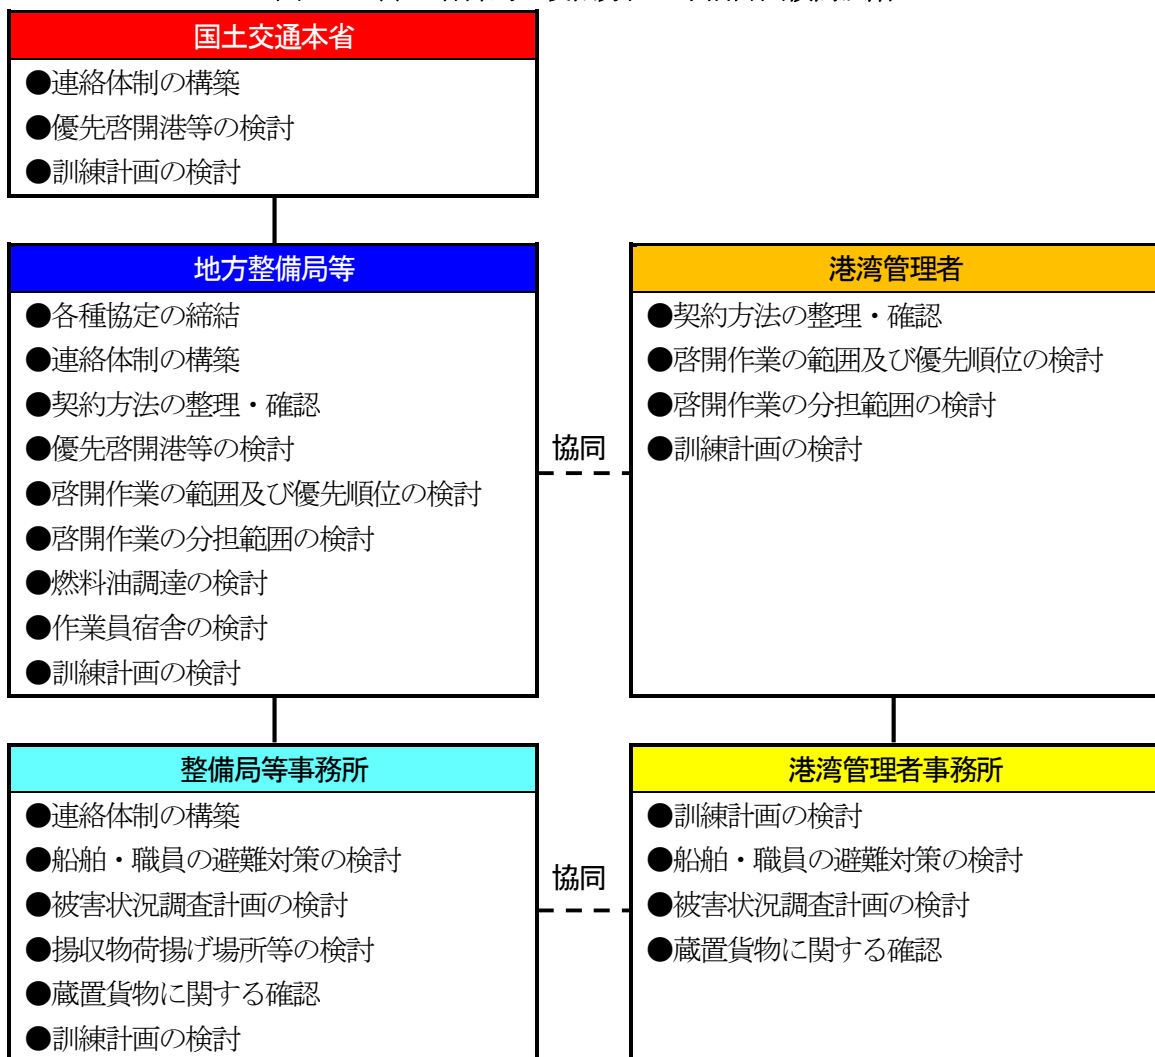 国土交通本省
●連絡体制の構築
●優先啓開港等の検討
●訓練計画の検討
地方整備局等
●各種協定の締結
●連絡体制の構築
●契約方法の整理・確認
●優先啓開港等の検討
●啓開作業の範囲及び優先順位の検討
●啓開作業の分担範囲の検討
●燃料油調達の検討
●作業員宿舎の検討
●訓練計画の検討
協同
港湾管理者
●契約方法の整理・確認
●啓開作業の範囲及び優先順位の検討
●啓開作業の分担範囲の検討
●訓練計画の検討
整備局等事務所
●連絡体制の構築
●船舶・職員の避難対策の検討
●被害状況調査計画の検討
●揚収物荷揚げ場所等の検討
●蔵置貨物に関する確認
●訓練計画の検討
協同
港湾管理者事務所
●訓練計画の検討
●船舶・職員の避難対策の検討
●被害状況調査計画の検討
●蔵置貨物に関する確認